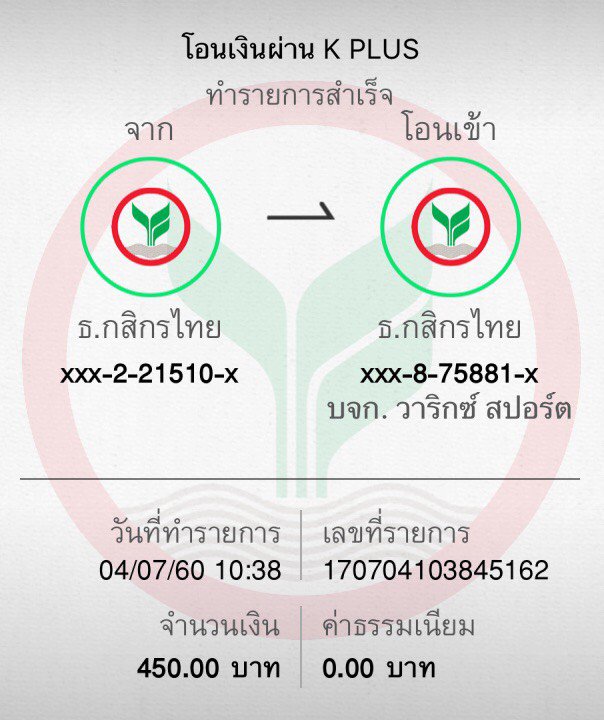 โอนเงินผ่าน K PLUS
ทำรายการสำเร็จ
จาก
โอนเข้า
ธ.กสิกรไทย
ธ.กสิกรไทย
xxx-2-21510-x
xxx-8-75881-x
บจก. วาริกซ์ สปอร์ต
วันที่ทำรายการ
เลขที่รายการ
04/07/60 10:38
170704103845162
จำนวนเงิน
ค่าธรรมเนียม
450.00 บาท
0.00 บาท